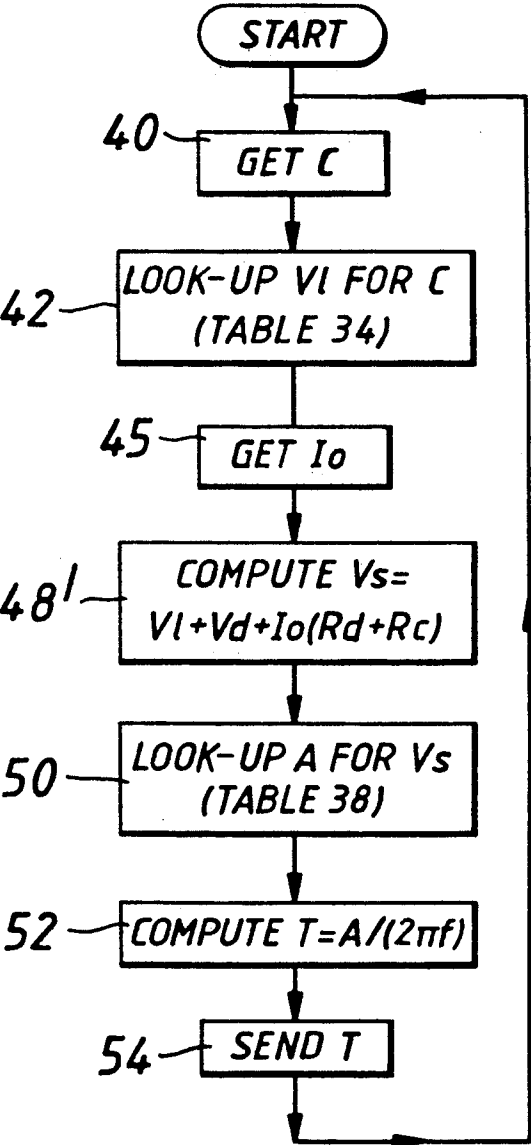 START
40
GET C
42
LOOK-UP Vl FOR C
(TABLE 34)
45
GET Io
48'
COMPUTE Vs=
Vl+Vd+Io(Rd+Rc)
50
LOOK-UP A FOR Vs
(TABLE 38)
52
COMPUTE T=A/(2πf)
54
SEND T